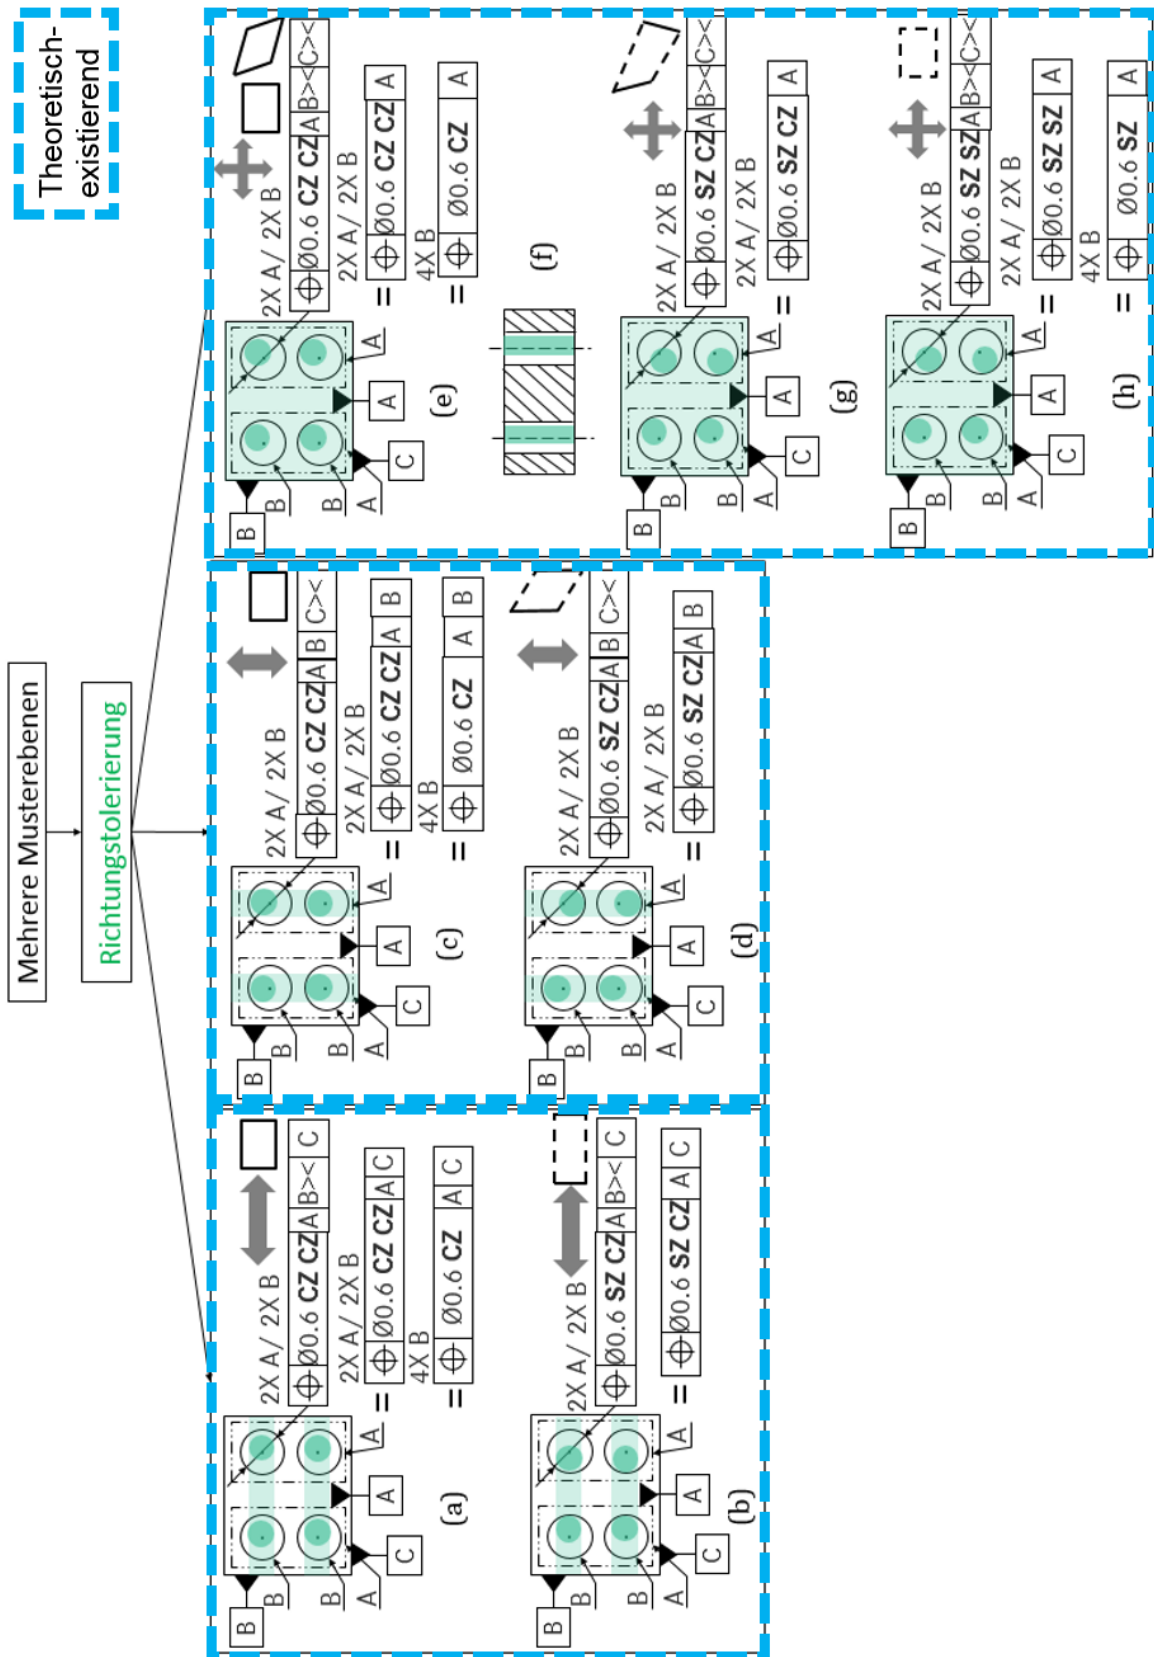 Theoretisch-
existierend
Mehrere Musterebenen
Richtungstolerierung
2X A/ 2X B
⌖ Ø0.6 CZ CZ A B>< C
2X A/ 2X B
= ⌖ Ø0.6 CZ CZ A C
4X B
= ⌖ Ø0.6 CZ A C
B
B
B
A
C
A
A
(a)
2X A/ 2X B
⌖ Ø0.6 SZ CZ A B>< C
= ⌖ Ø0.6 SZ CZ A C
B
B
B
A
C
A
A
(b)
2X A/ 2X B
⌖ Ø0.6 CZ CZ A B C><
2X A/ 2X B
= ⌖ Ø0.6 CZ CZ A B
4X B
= ⌖ Ø0.6 CZ A B
B
B
B
A
C
A
A
(c)
2X A/ 2X B
⌖ Ø0.6 SZ CZ A B C><
2X A/ 2X B
= ⌖ Ø0.6 SZ CZ A B
B
B
B
A
C
A
A
(d)
2X A/ 2X B
⌖ Ø0.6 CZ CZ A B>< C><
2X A/ 2X B
= ⌖ Ø0.6 CZ CZ A
4X B
= ⌖ Ø0.6 CZ A
B
B
B
A
C
A
A
(e)
(f)
2X A/ 2X B
⌖ Ø0.6 SZ CZ A B>< C><
2X A/ 2X B
= ⌖ Ø0.6 SZ CZ A
B
B
B
A
C
A
A
(g)
2X A/ 2X B
⌖ Ø0.6 SZ SZ A B>< C><
2X A/ 2X B
= ⌖ Ø0.6 SZ SZ A
4X B
= ⌖ Ø0.6 SZ A
B
B
B
A
C
A
A
(h)